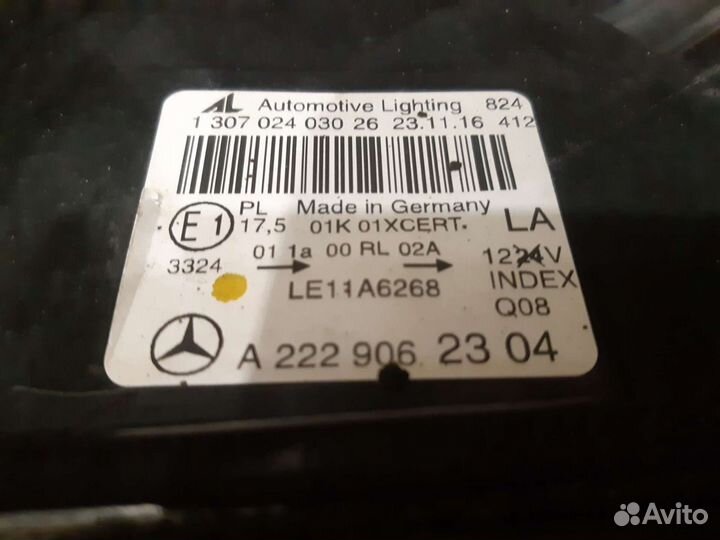 AL Automotive Lighting 824
1 307 024 030 26 23.11.16 412
E1 PL Made in Germany LA
17,5 01K 01XCERT.
3324 01 1a 00 RL 02A 1224V
LE11A6268 INDEX
Q08
A 222 906 23 04
Avito